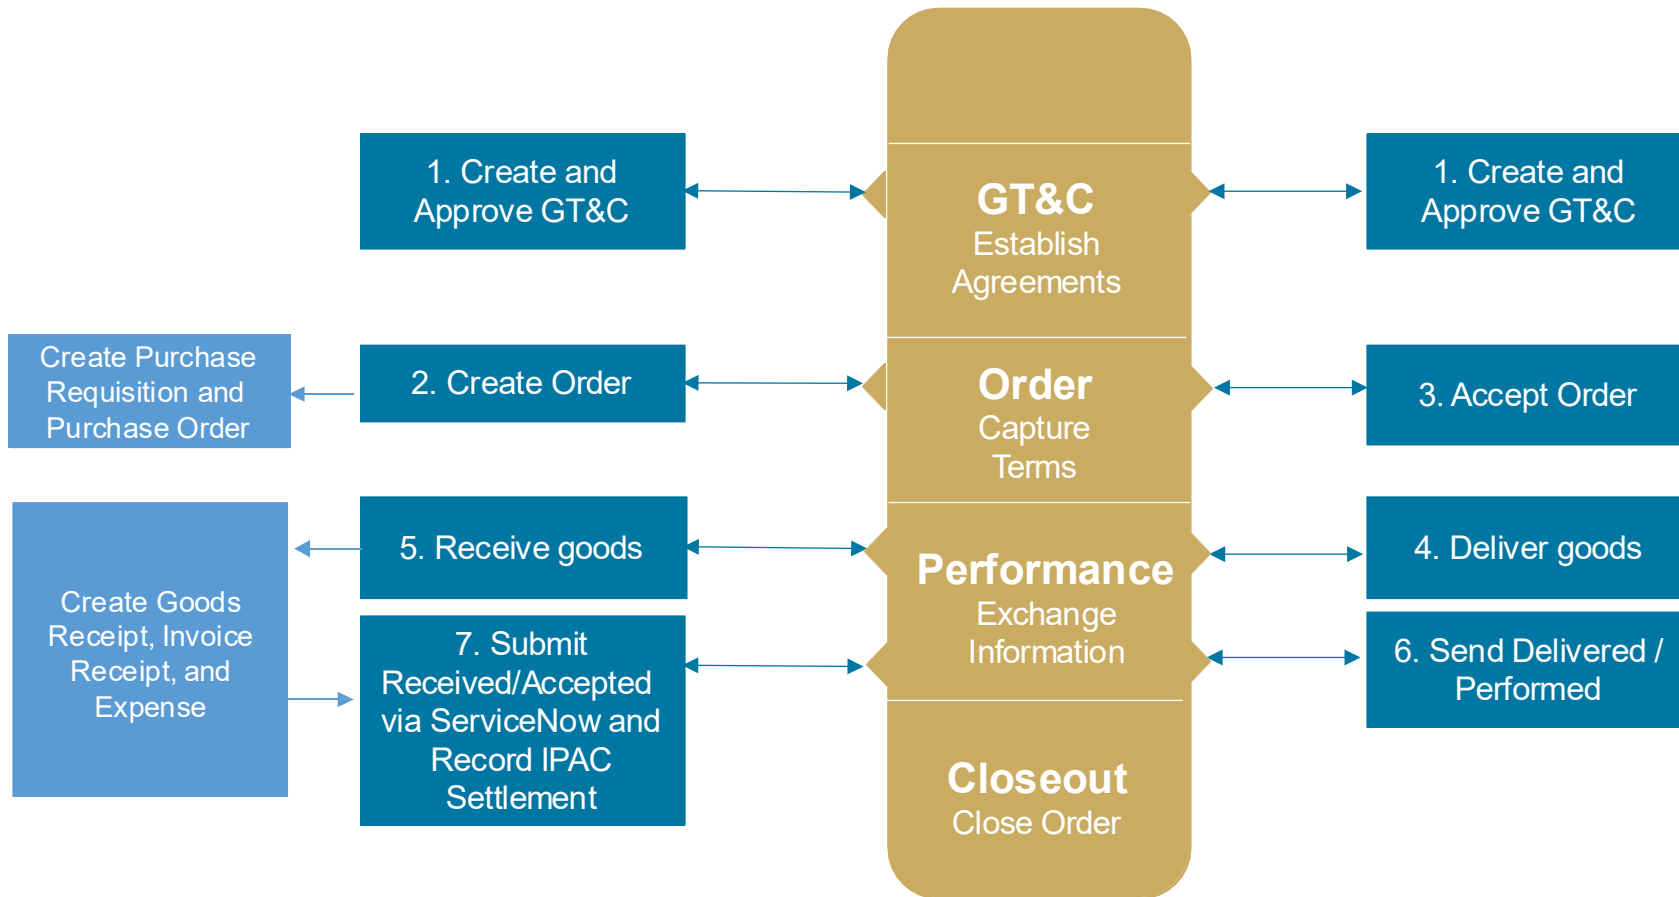 1. Create and
Approve GT&C
GT&C
Establish
Agreements
1. Create and
Approve GT&C
Create Purchase
Requisition and
Purchase Order
2. Create Order
Order
Capture
Terms
3. Accept Order
5. Receive goods
Performance
Exchange
Information
4. Deliver goods
Create Goods
Receipt, Invoice
Receipt, and
Expense
7. Submit
Received/Accepted
via ServiceNow and
Record IPAC
Settlement
6. Send Delivered /
Performed
Closeout
Close Order